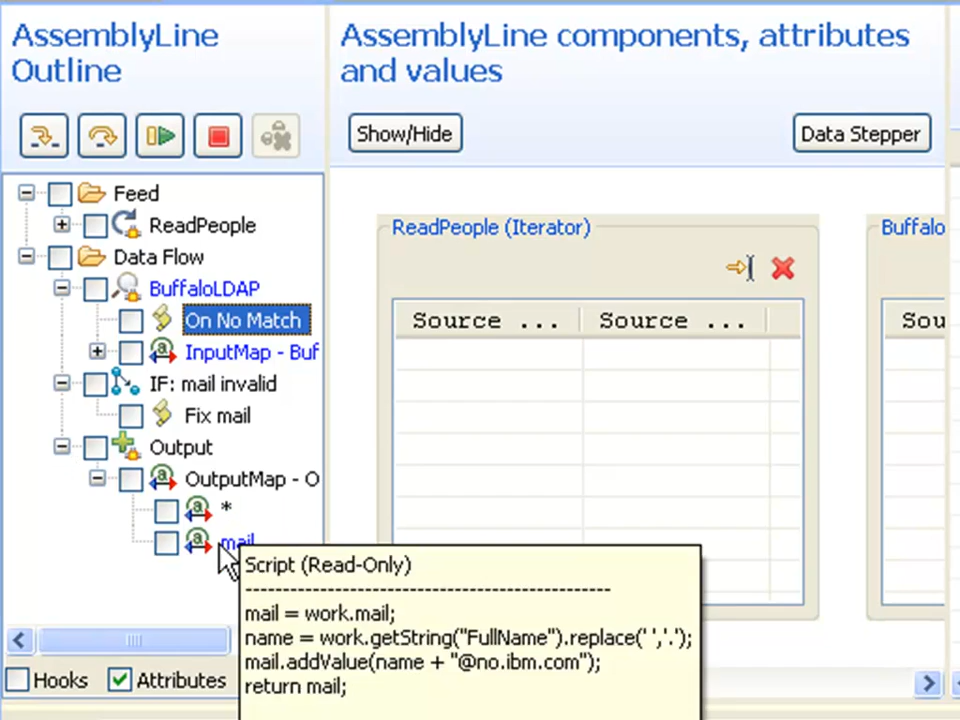 AssemblyLine
Outline
AssemblyLine components, attributes
and values
Show/Hide
Data Stepper
Feed
ReadPeople
Data Flow
BuffaloLDAP
On No Match
InputMap - Buf
IF: mail invalid
Fix mail
Output
OutputMap - O
*
mail
Hooks
Attributes
ReadPeople (Iterator)
Source ...
Source ...
Buffalo
Sou
Script (Read-Only)
-------------------------------------------------
mail = work.mail;
name = work.getString("FullName").replace(' ','.');
mail.addValue(name + "@no.ibm.com");
return mail;